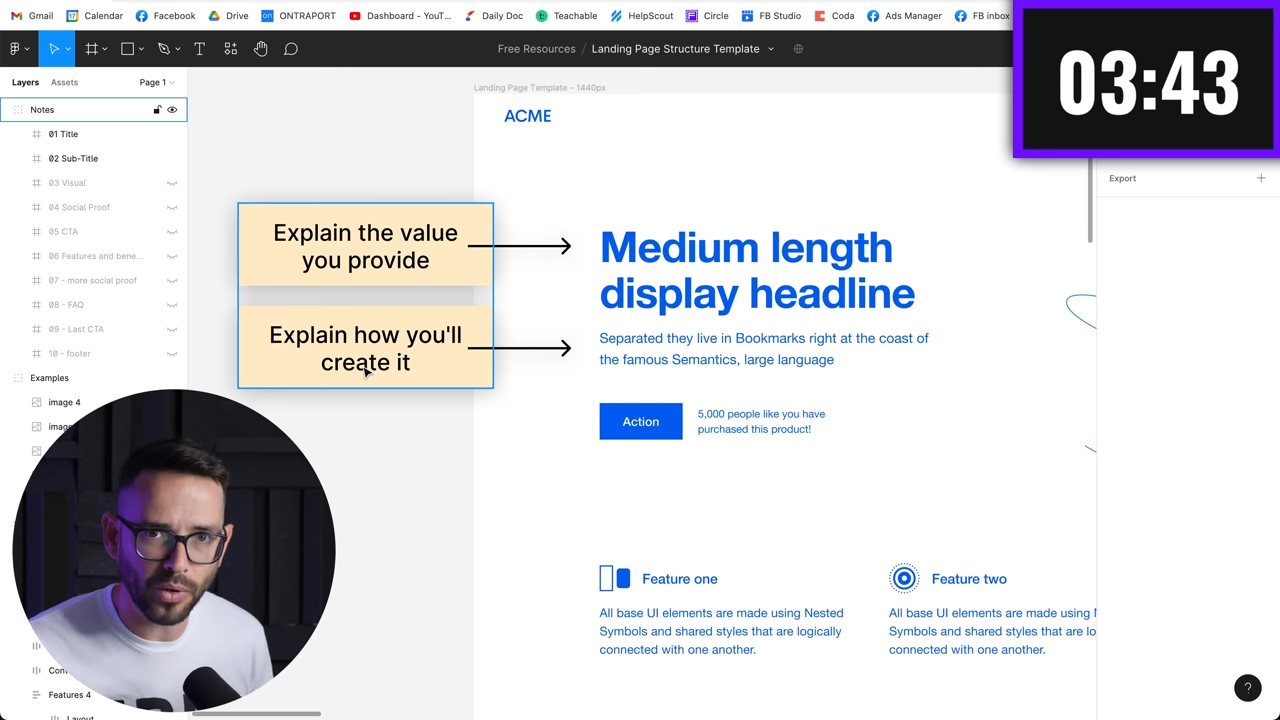 Gmail
Calendar
Facebook
Drive
on
ONTRAPORT
Dashboard - YouT...
Daily Doc
Teachable
HelpScout
Circle
FB Studio
Coda
Ads Manager
FB inbox
03:43
T
Free Resources / Landing Page Structure Template
Layers
Assets
Page 1
Landing Page Template – 1440px
Notes
ACME
01 Title
02 Sub-Title
03 Visual
04 Social Proof
05 CTA
06 Features and bene...
07 - more social proof
08 - FAQ
09 - Last CTA
10 - footer
Examples
image 4
Export
Explain the value
you provide
Explain how you'll
create it
Medium length
display headline
Separated they live in Bookmarks right at the coast of
the famous Semantics, large language
Action
5,000 people like you have
purchased this product!
Feature one
All base UI elements are made using Nested
Symbols and shared styles that are logically
connected with one another.
Feature two
All base UI elements are made using
Symbols and shared styles that are
connected with one another.
Features 4
Layout
?